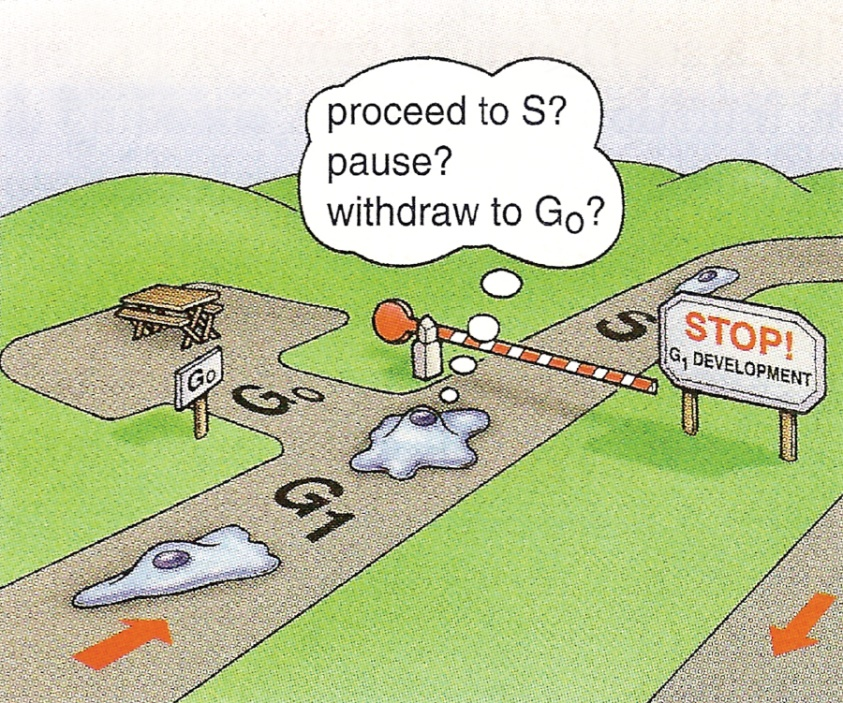 proceed to S?
pause?
withdraw to G₀?
S
STOP!
G₁ DEVELOPMENT
G₀
G₀
G1